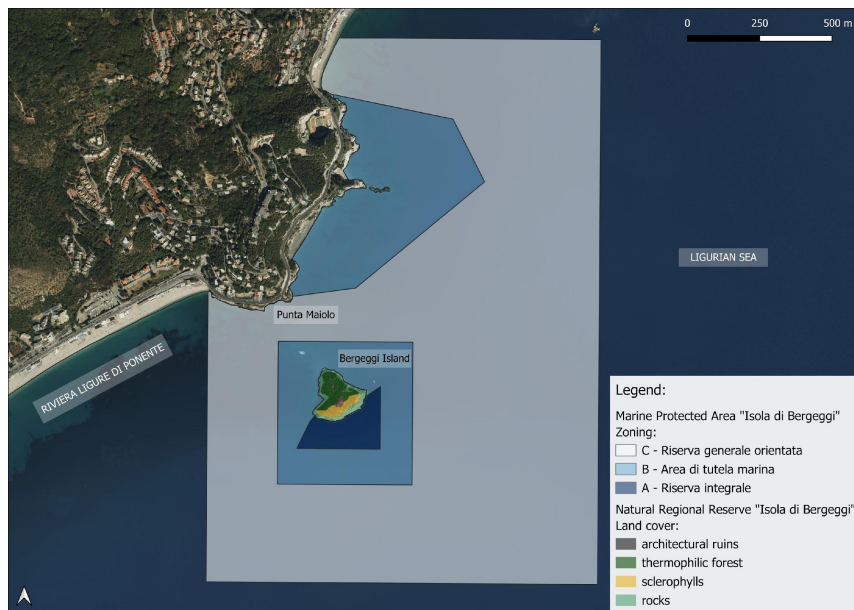 0 250 500 m
LIGURIAN SEA
Punta Maiolo
Bergeggi Island
RIVIERA LIGURE DI PONENTE
Legend:
Marine Protected Area "Isola di Bergeggi"
Zoning:
C - Riserva generale orientata
B - Area di tutela marina
A - Riserva integrale
Natural Regional Reserve "Isola di Bergeggi"
Land cover:
architectural ruins
thermophilic forest
sclerophylls
rocks